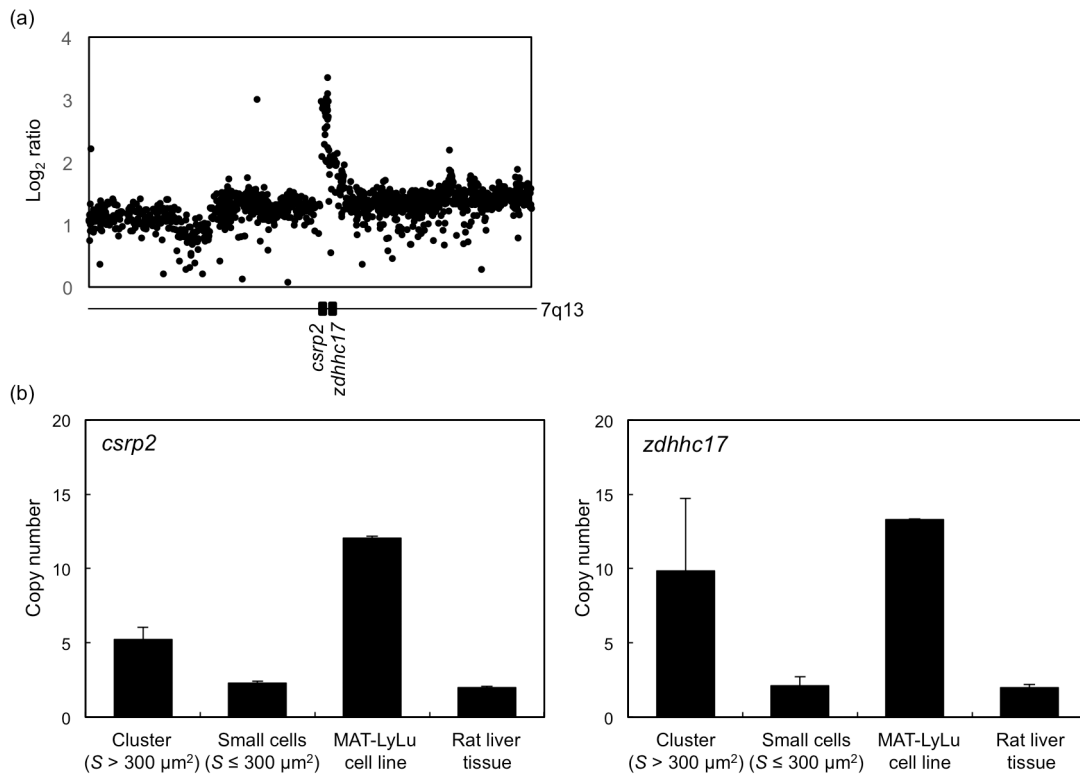 (a)
4
3
2
1
0
Log₂ ratio
7q13
csrp2
zdhhc17
(b)
20
15
10
5
0
Copy number
csrp2
Cluster
(S > 300 μm²)
Small cells
(S ≤ 300 μm²)
MAT-LyLu
cell line
Rat liver
tissue
20
15
10
5
0
Copy number
zdhhc17
Cluster
(S > 300 μm²)
Small cells
(S ≤ 300 μm²)
MAT-LyLu
cell line
Rat liver
tissue